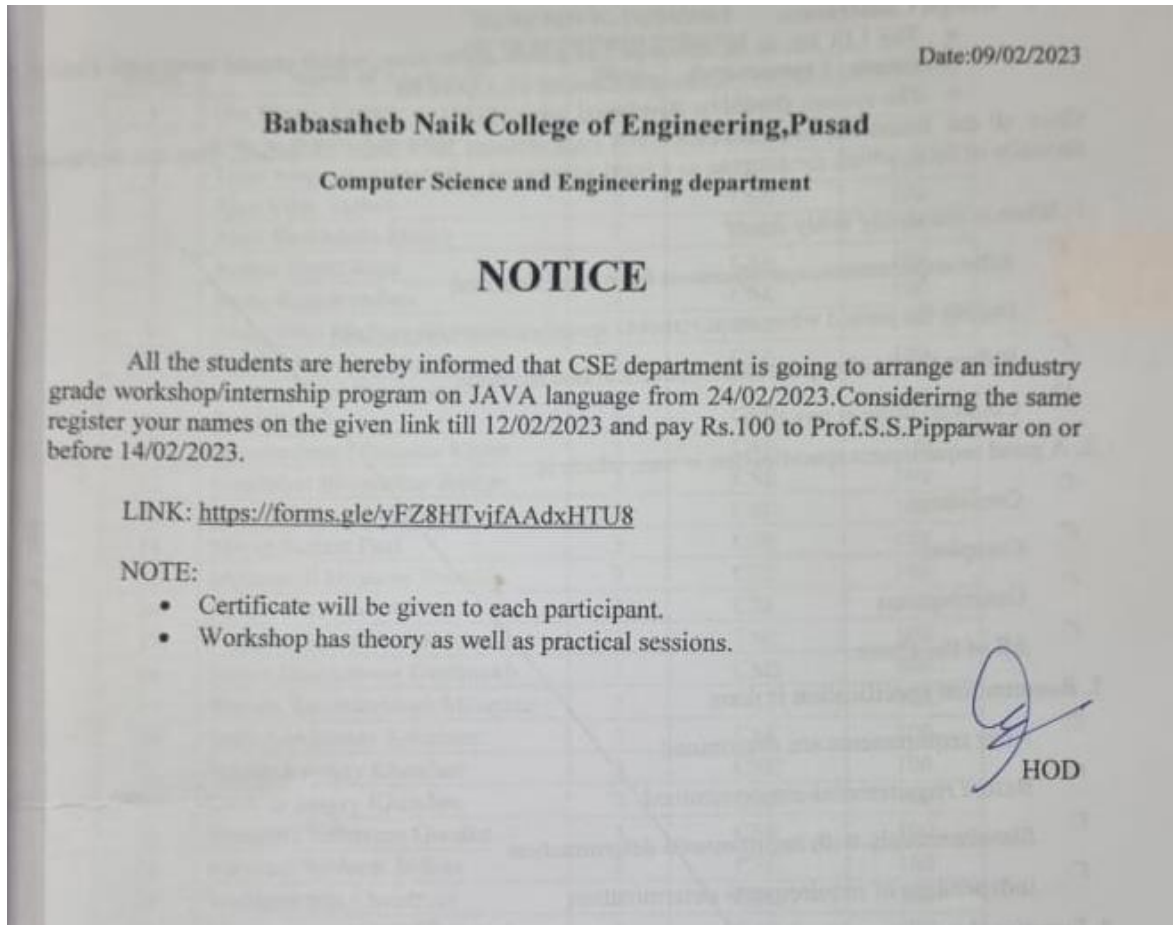 Date:09/02/2023
Babasaheb Naik College of Engineering,Pusad
Computer Science and Engineering department
NOTICE
All the students are hereby informed that CSE department is going to arrange an industry
grade workshop/internship program on JAVA language from 24/02/2023.Considerirng the same
register your names on the given link till 12/02/2023 and pay Rs.100 to Prof.S.S.Pipparwar on or
before 14/02/2023.
LINK: https://forms.gle/yFZ8HTvjfAAdxHTU8
NOTE:
• Certificate will be given to each participant.
• Workshop has theory as well as practical sessions.
HOD